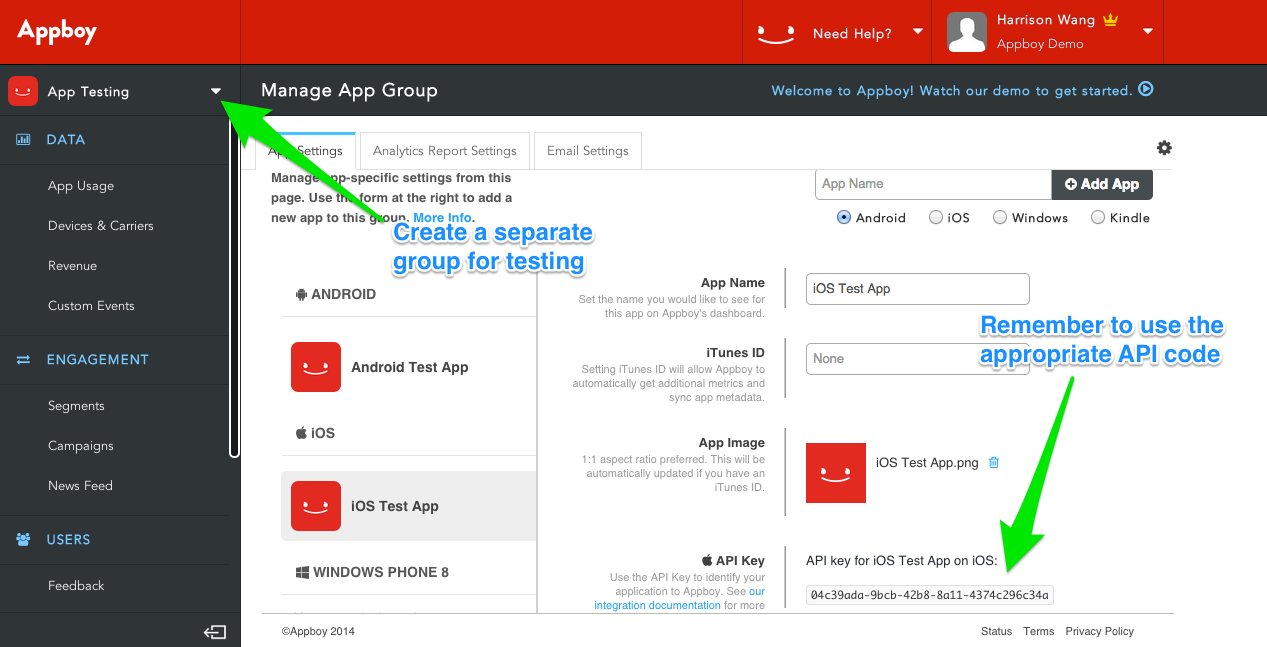 Appboy
Need Help?
Harrison Wang
Appboy Demo
App Testing
Manage App Group
Welcome to Appboy! Watch our demo to get started.
DATA
App Usage
Devices & Carriers
Revenue
Custom Events
ENGAGEMENT
Segments
Campaigns
News Feed
USERS
Feedback
App Settings
Analytics Report Settings
Email Settings
Manage app-specific settings from this
page. Use the form at the right to add a
new app to this group. More Info.
App Name
Add App
Android
iOS
Windows
Kindle
Create a separate
group for testing
ANDROID
Android Test App
iOS
iOS Test App
WINDOWS PHONE 8
App Name
Set the name you would like to see for
this app on Appboy's dashboard.
iOS Test App
Remember to use the
appropriate API code
iTunes ID
Setting iTunes ID will allow Appboy to
automatically get additional metrics and
sync app metadata.
None
App Image
1:1 aspect ratio preferred. This will be
automatically updated if you have an
iTunes ID.
iOS Test App.png
API Key
Use the API Key to identify your
application to Appboy. See our
integration documentation for more
API key for iOS Test App on iOS:
04c39ada-9bcb-42b8-8a11-4374c296c34a
©Appboy 2014
Status
Terms
Privacy Policy